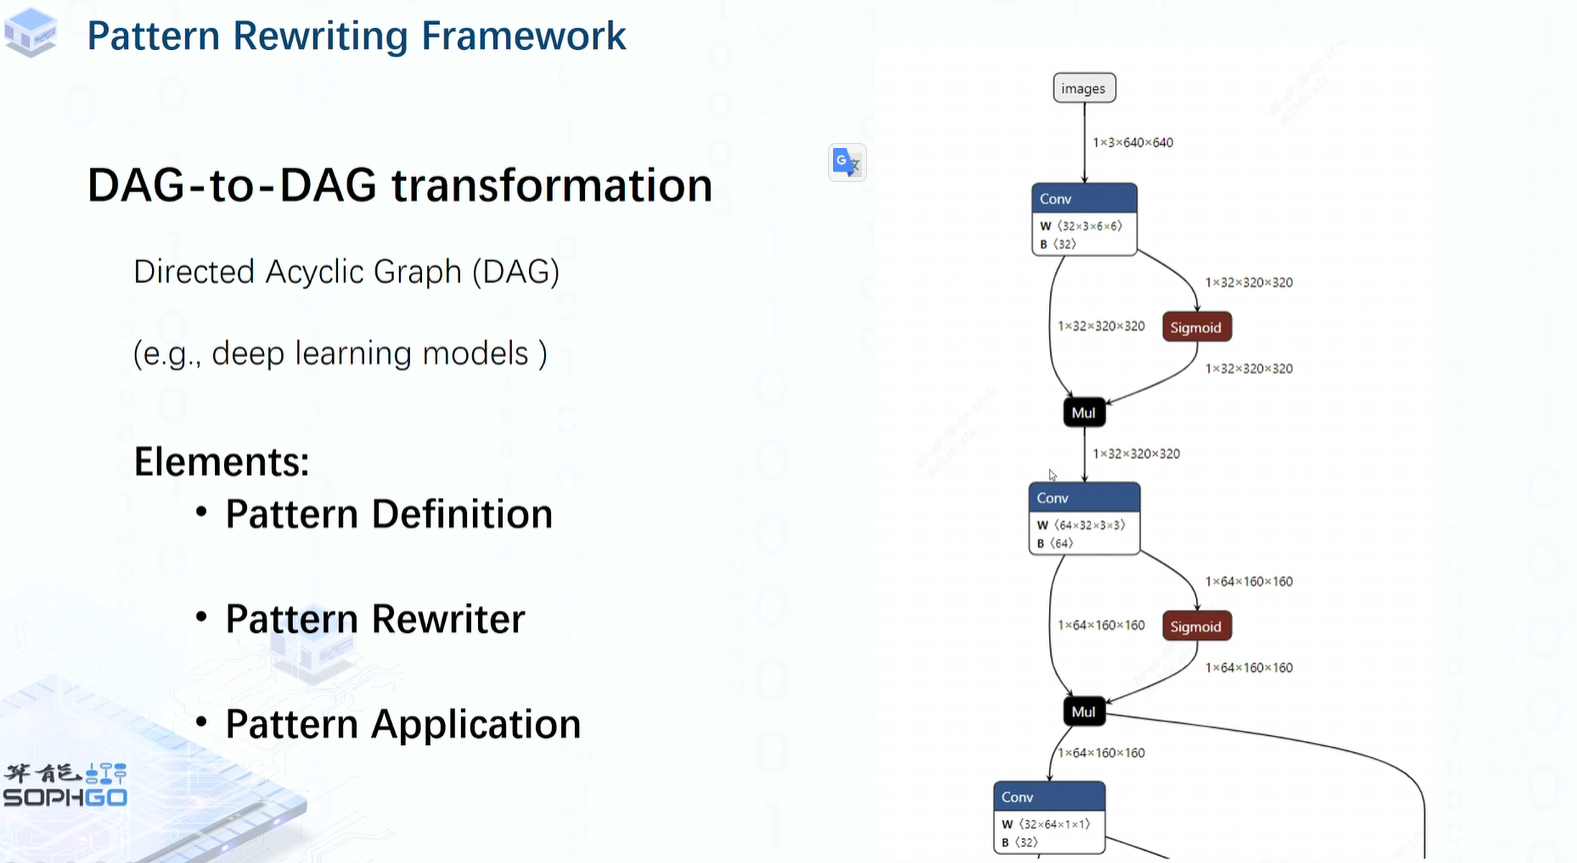 Pattern Rewriting Framework
DAG-to-DAG transformation
Directed Acyclic Graph (DAG)
(e.g., deep learning models )
Elements:
• Pattern Definition
• Pattern Rewriter
• Pattern Application
算能
SOPHGO
G文
images
1×3×640×640
Conv
W ⟨32×3×6×6⟩
B ⟨32⟩
1×32×320×320
1×32×320×320
Sigmoid
1×32×320×320
Mul
1×32×320×320
Conv
W ⟨64×32×3×3⟩
B ⟨64⟩
1×64×160×160
1×64×160×160
Sigmoid
1×64×160×160
Mul
1×64×160×160
Conv
W ⟨32×64×1×1⟩
B ⟨32⟩